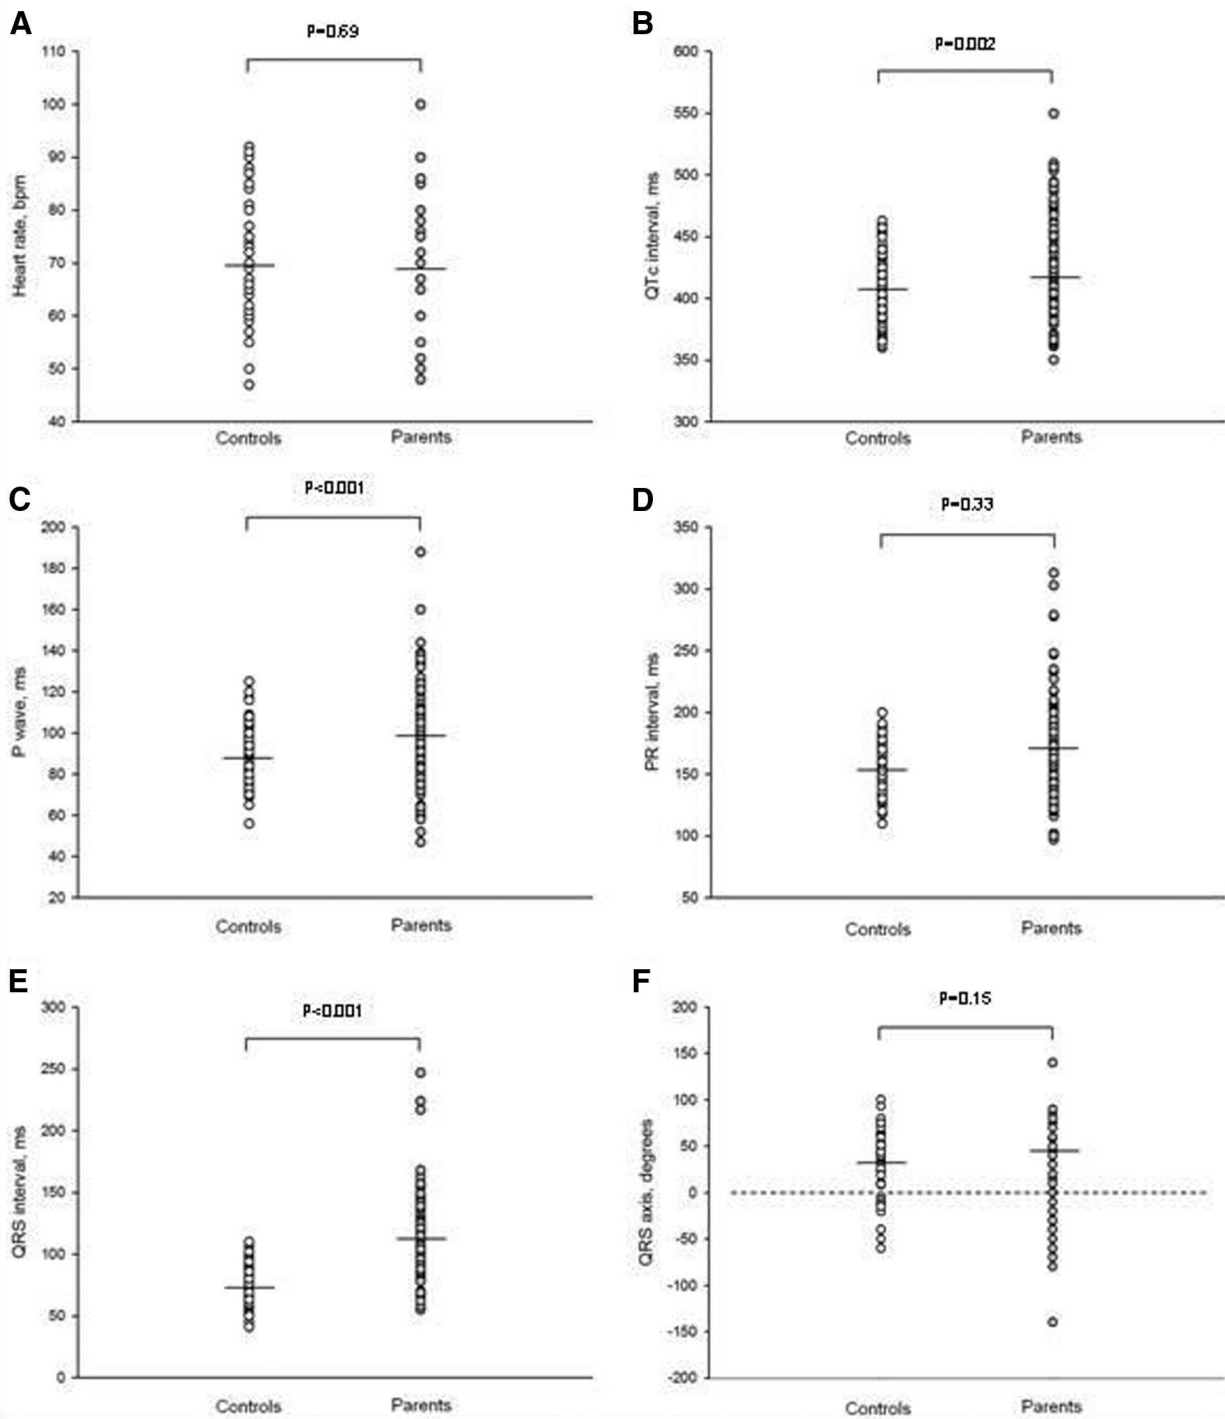 A
P=0.69
110
100
90
80
70
60
50
40
Heart rate, bpm
Controls
Parents
B
P=0.002
600
550
500
450
400
350
300
QTc interval, ms
Controls
Parents
C
P<0.001
200
180
160
140
120
100
80
60
40
20
P wave, ms
Controls
Parents
D
P=0.33
350
300
250
200
150
100
50
PR interval, ms
Controls
Parents
E
P<0.001
300
250
200
150
100
50
0
QRS interval, ms
Controls
Parents
F
P=0.15
200
150
100
50
0
-50
-100
-150
-200
QRS axis, degrees
Controls
Parents